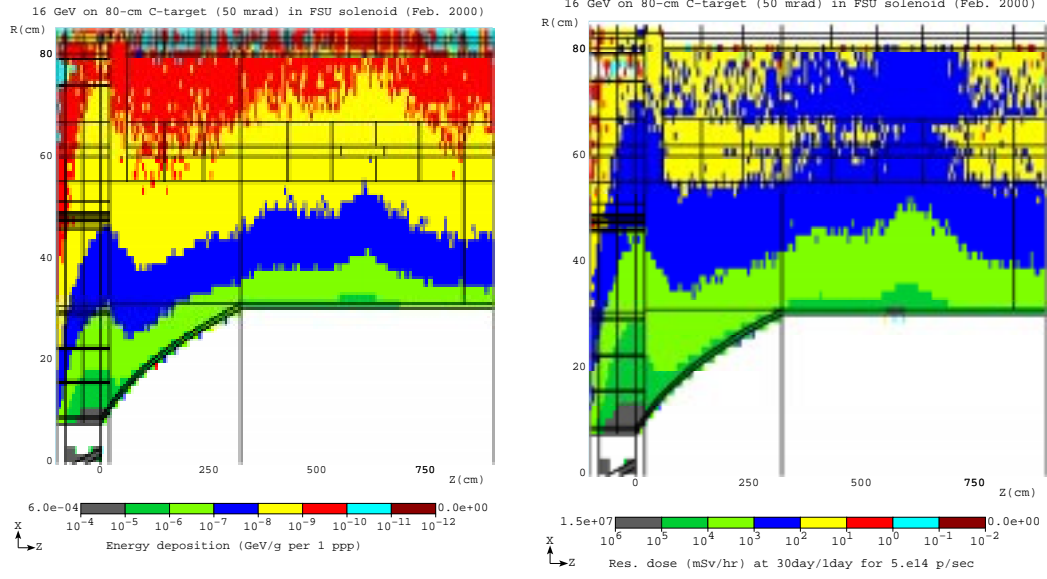 16 GeV on 80-cm C-target (50 mrad) in FSU solenoid (Feb. 2000)
R(cm)
80
60
40
20
0
0 250 500 750
Z(cm)
6.0e-04 0.0e+00
10^-4 10^-5 10^-6 10^-7 10^-8 10^-9 10^-10 10^-11 10^-12
X
Z
Energy deposition (GeV/g per 1 ppp)
16 GeV on 80-cm C-target (50 mrad) in FSU solenoid (Feb. 2000)
R(cm)
80
60
40
20
0
0 250 500 750
Z(cm)
1.5e+07 0.0e+00
10^6 10^5 10^4 10^3 10^2 10^1 10^0 10^-1 10^-2
X
Z
Res. dose (mSv/hr) at 30day/1day for 5.e14 p/sec